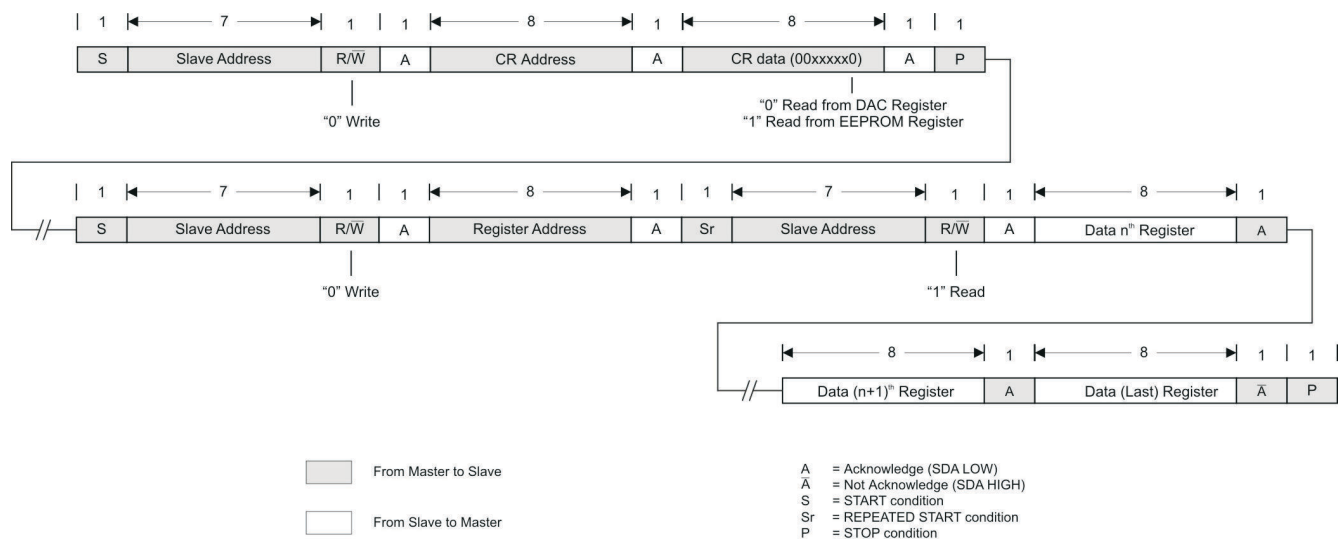 1 7 1 1 8 1 8 1 1
S Slave Address R/W̅ A CR Address A CR data (00xxxxx0) A P
"0" Write
"0" Read from DAC Register
"1" Read from EEPROM Register
1 7 1 1 8 1 1 7 1 1 8 1
S Slave Address R/W̅ A Register Address A Sr Slave Address R/W̅ A Data nth Register A
"0" Write
"1" Read
8 1 8 1 1
Data (n+1)th Register A Data (Last) Register A̅ P
From Master to Slave
From Slave to Master
A = Acknowledge (SDA LOW)
A̅ = Not Acknowledge (SDA HIGH)
S = START condition
Sr = REPEATED START condition
P = STOP condition